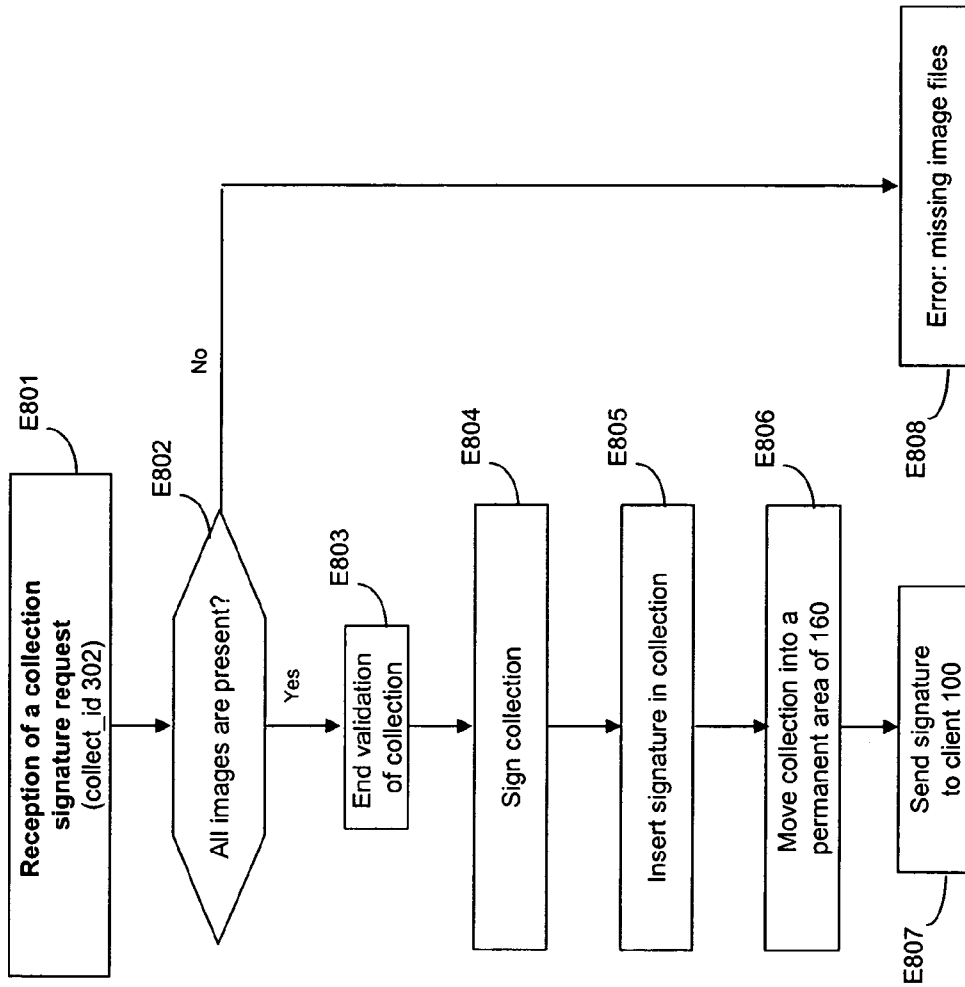 Reception of a collection
signature request
(collect_id 302)
E801
All images are present?
E802
No
Yes
End validation
of collection
E803
Sign collection
E804
Insert signature in collection
E805
Move collection into a
permanent area of 160
E806
Send signature
to client 100
E807
Error: missing image files
E808